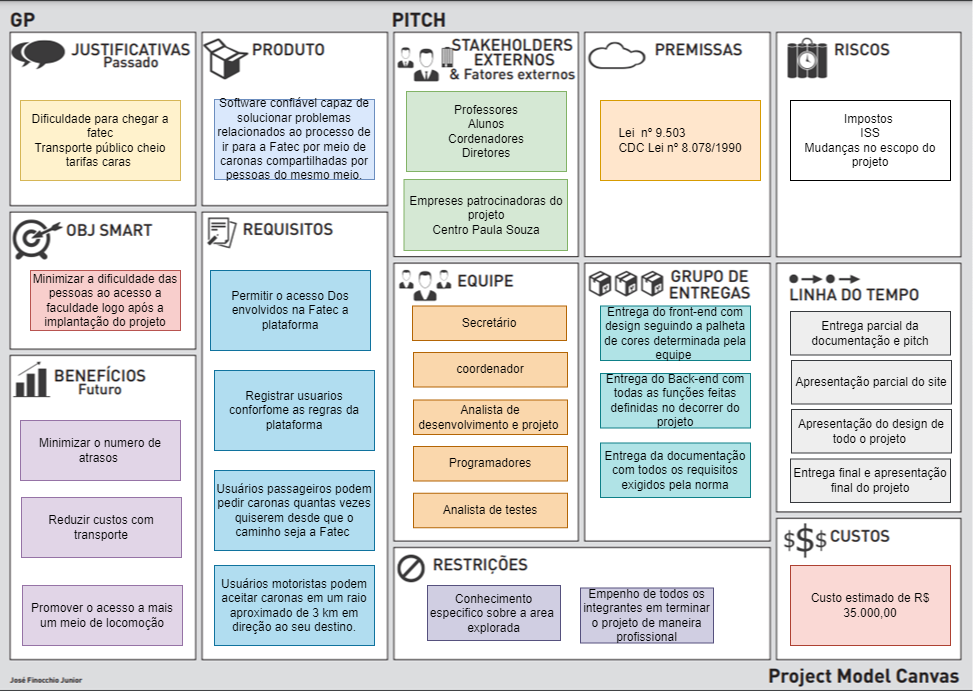 GP
PITCH
JUSTIFICATIVAS
Passado
Dificuldade para chegar a
fatec
Transporte público cheio
tarifas caras
PRODUTO
Software confiável capaz de
solucionar problemas
relacionados ao processo de
ir para a Fatec por meio de
caronas compartilhadas por
pessoas do mesmo meio.
STAKEHOLDERS
EXTERNOS
& Fatores externos
Professores
Alunos
Cordenadores
Diretores
Empreses patrocinadoras do
projeto
Centro Paula Souza
PREMISSAS
Lei nº 9.503
CDC Lei nº 8.078/1990
RISCOS
Impostos
ISS
Mudanças no escopo do
projeto
OBJ SMART
Minimizar a dificuldade das
pessoas ao acesso a
faculdade logo após a
implantação do projeto
REQUISITOS
Permitir o acesso Dos
envolvidos na Fatec a
plataforma
Registrar usuarios
conforfome as regras da
plataforma
Usuários passageiros podem
pedir caronas quantas vezes
quiserem desde que o
caminho seja a Fatec
Usuários motoristas podem
aceitar caronas em um raio
aproximado de 3 km em
direção ao seu destino.
EQUIPE
Secretário
coordenador
Analista de
desenvolvimento e projeto
Programadores
Analista de testes
GRUPO DE
ENTREGAS
Entrega do front-end com
design seguindo a palheta
de cores determinada pela
equipe
Entrega do Back-end com
todas as funções feitas
definidas no decorrer do
projeto
Entrega da documentação
com todos os requisitos
exigidos pela norma
LINHA DO TEMPO
Entrega parcial da
documentação e pitch
Apresentação parcial do site
Apresentação do design de
todo o projeto
Entrega final e apresentação
final do projeto
BENEFÍCIOS
Futuro
Minimizar o numero de
atrasos
Reduzir custos com
transporte
Promover o acesso a mais
um meio de locomoção
RESTRIÇÕES
Conhecimento
especifico sobre a area
explorada
Empenho de todos os
integrantes em terminar
o projeto de maneira
profissional
$$$ CUSTOS
Custo estimado de R$
35.000,00
José Finocchio Junior
Project Model Canvas